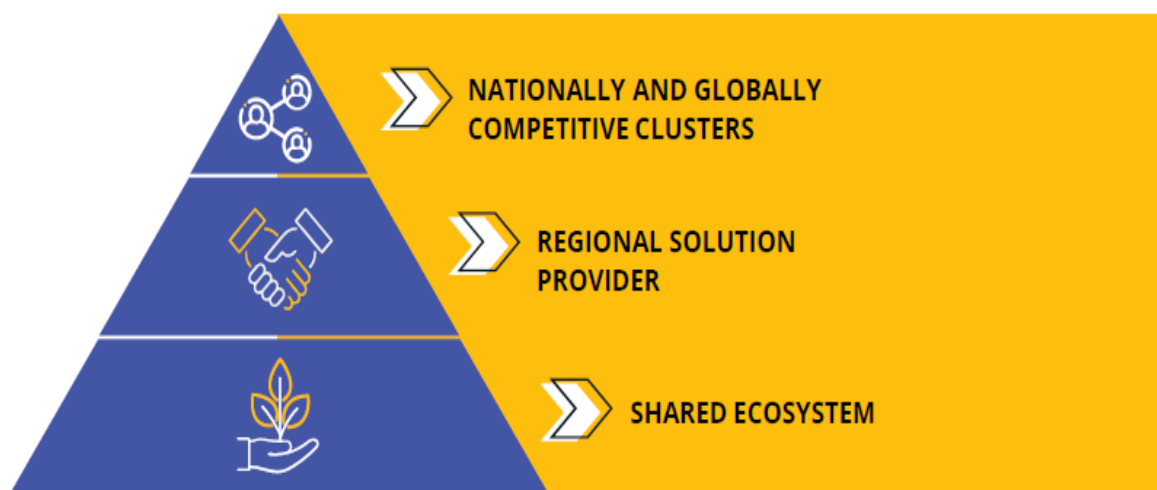 NATIONALLY AND GLOBALLY
COMPETITIVE CLUSTERS
REGIONAL SOLUTION
PROVIDER
SHARED ECOSYSTEM